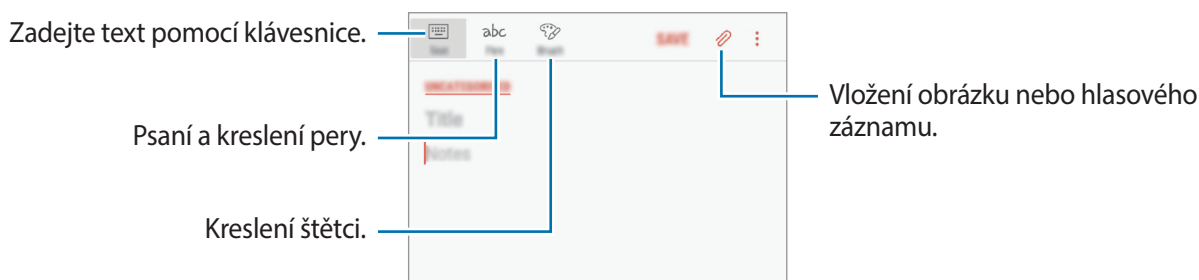 Zadejte text pomocí klávesnice.
abc
SAVE
UNCATEGORISED
Title
Notes
Psaní a kreslení pery.
Kreslení štětci.
Vložení obrázku nebo hlasového
záznamu.